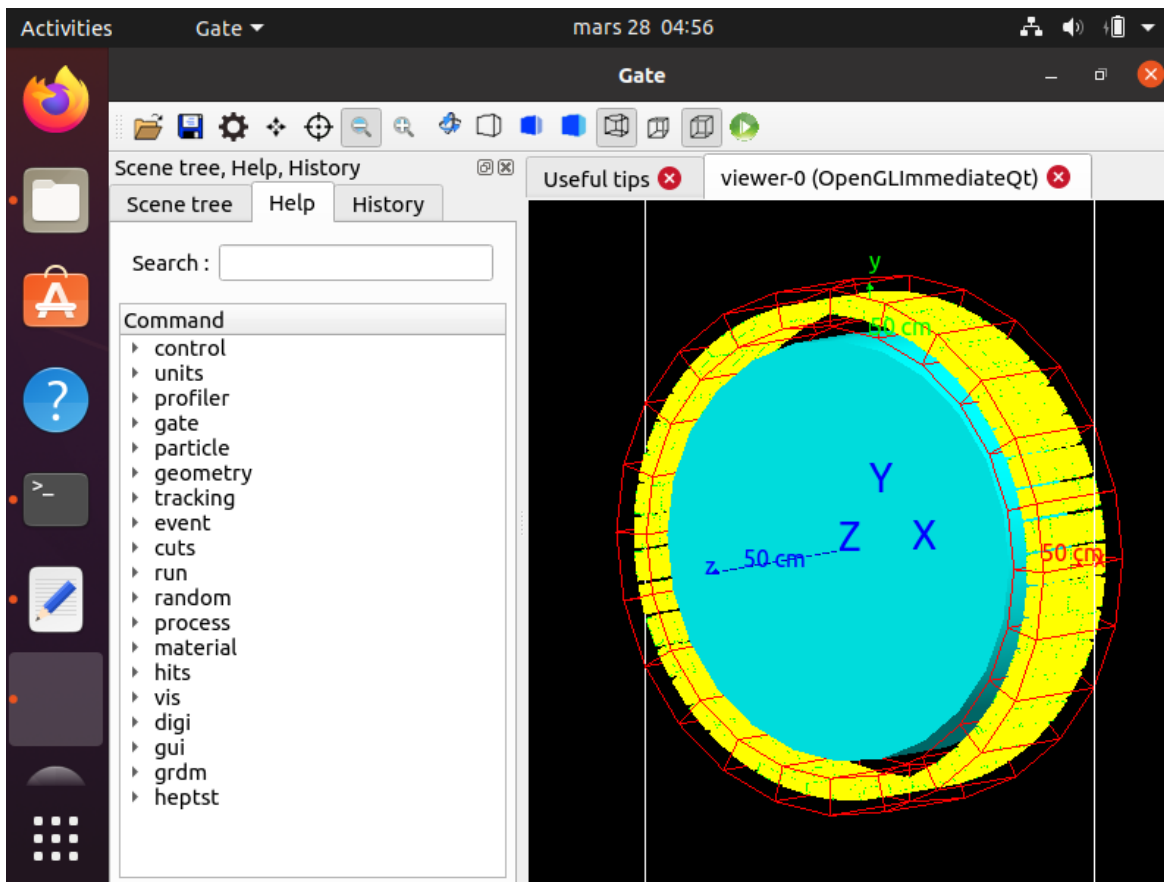 Activities Gate mars 28 04:56
Gate
Scene tree, Help, History
Useful tips viewer-0 (OpenGLImmediateQt)
Scene tree Help History
Search :
Command
control
units
profiler
gate
particle
geometry
tracking
event
cuts
run
random
process
material
hits
vis
digi
gui
grdm
heptst
y
50 cm
Y
Z X
z 50 cm
50 cm x